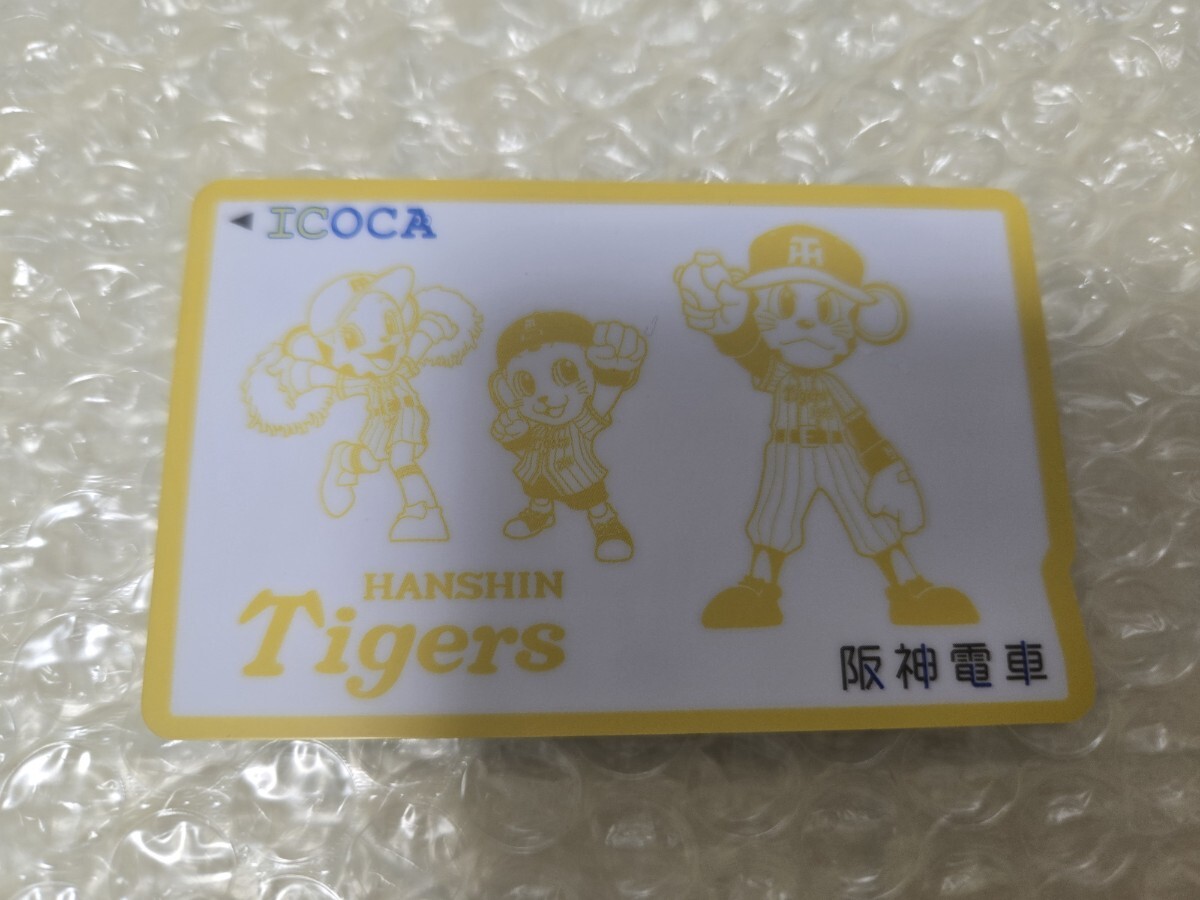 ICOCA
HANSHIN
Tigers
阪神電車